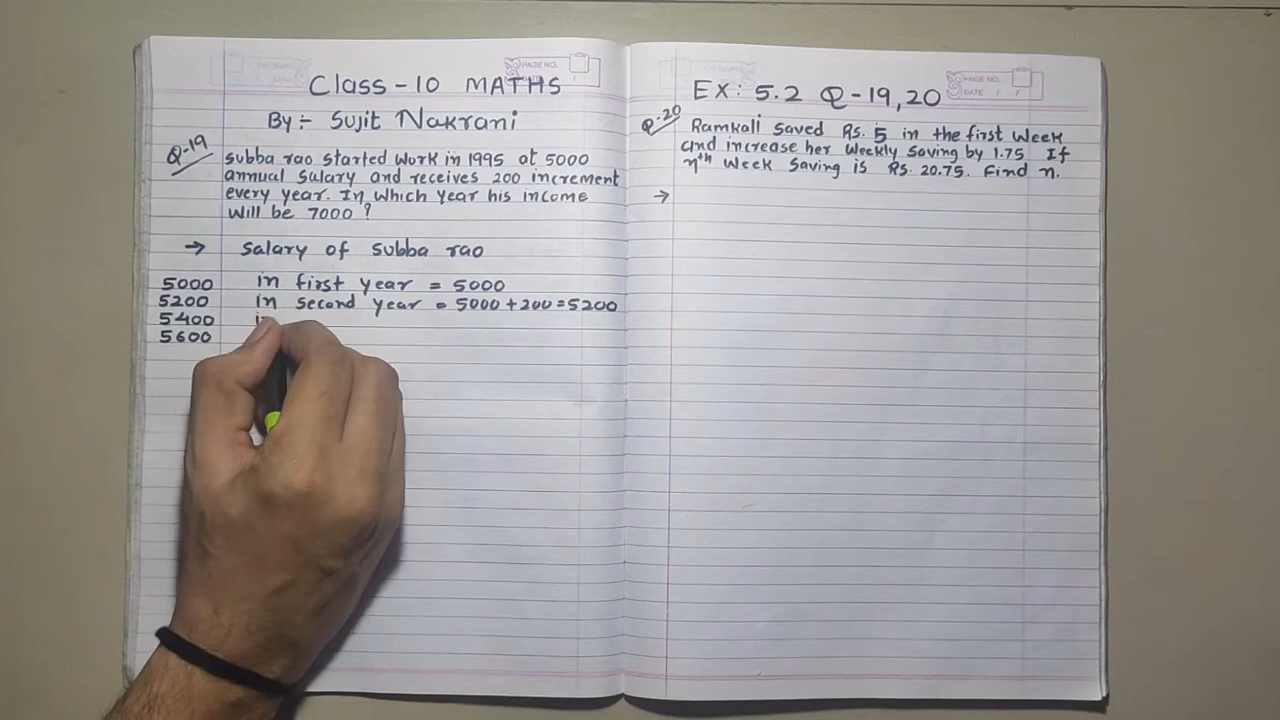 Class-10 MATHS
By:- Sujit Nakrani
Q-19
Subba rao started work in 1995 at 5000
annual salary and receives 200 increment
every year. In which year his income
will be 7000 ?
→ Salary of subba rao
5000 in first year = 5000
5200 in second year = 5000+200=5200
5400 i
5600
PAGE NO.
DATE / /
EX: 5.2 Q-19,20
Q-20
Ramkali saved Rs. 5 in the first week
and increase her weekly saving by 1.75 If
nth week saving is Rs. 20.75. Find n.
→